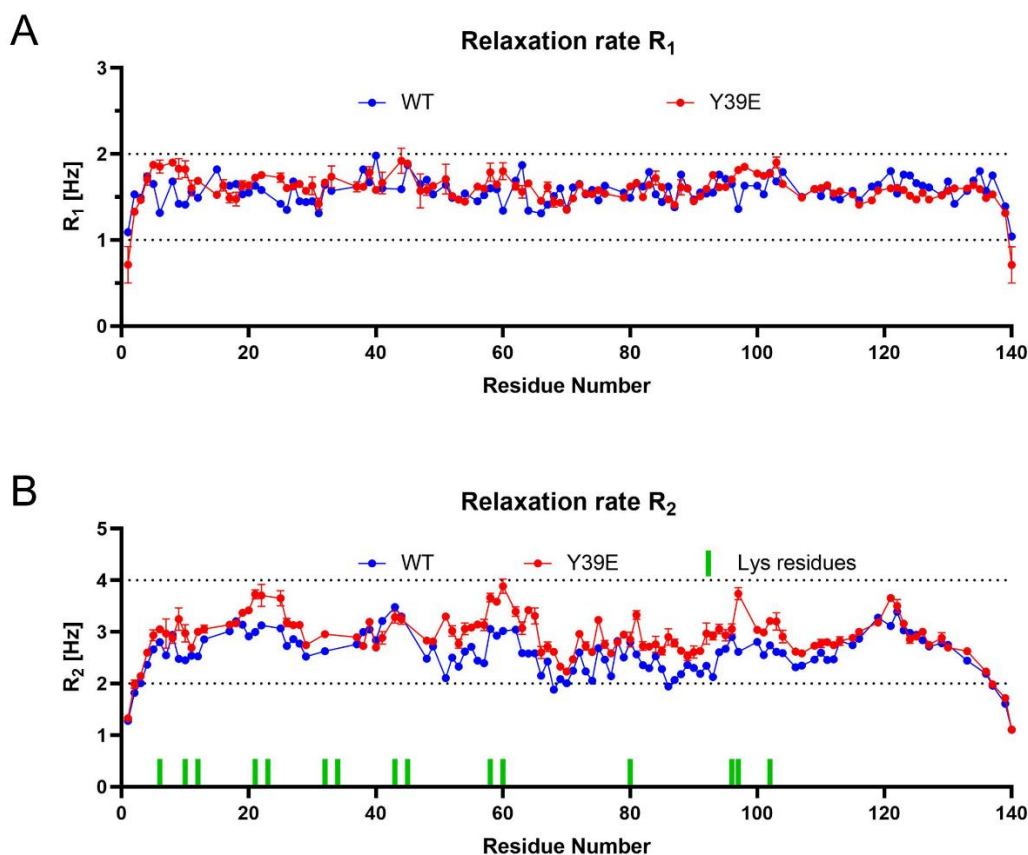 A
Relaxation rate R₁
3
WT
Y39E
2
R₁ [Hz]
1
0
0 20 40 60 80 100 120 140
Residue Number
B
Relaxation rate R₂
5
WT
Y39E
Lys residues
4
3
R₂ [Hz]
2
1
0
0 20 40 60 80 100 120 140
Residue Number